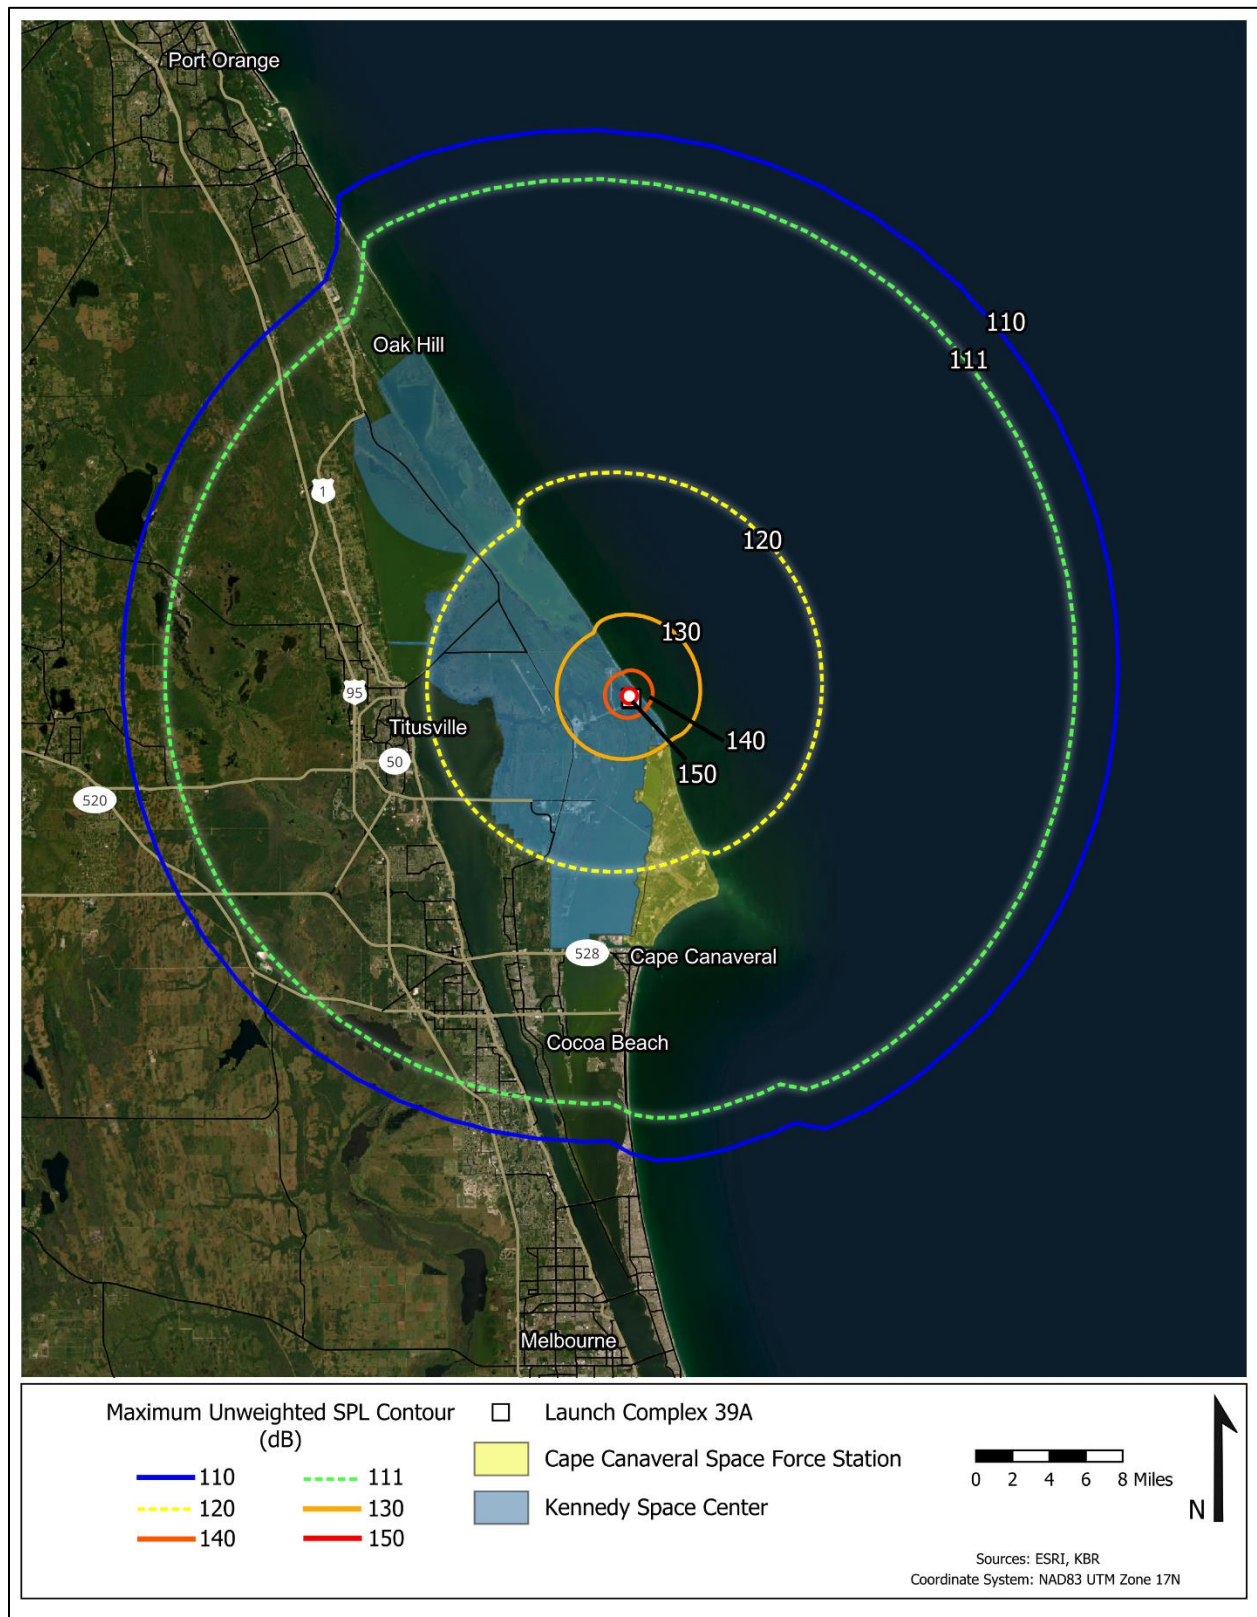 Port Orange
110
111
Oak Hill
1
120
130
95
Titusville
140
50
150
520
528
Cape Canaveral
Cocoa Beach
Melbourne
Maximum Unweighted SPL Contour
(dB)
110
111
120
130
140
150
Launch Complex 39A
Cape Canaveral Space Force Station
Kennedy Space Center
0 2 4 6 8 Miles
N
Sources: ESRI, KBR
Coordinate System: NAD83 UTM Zone 17N